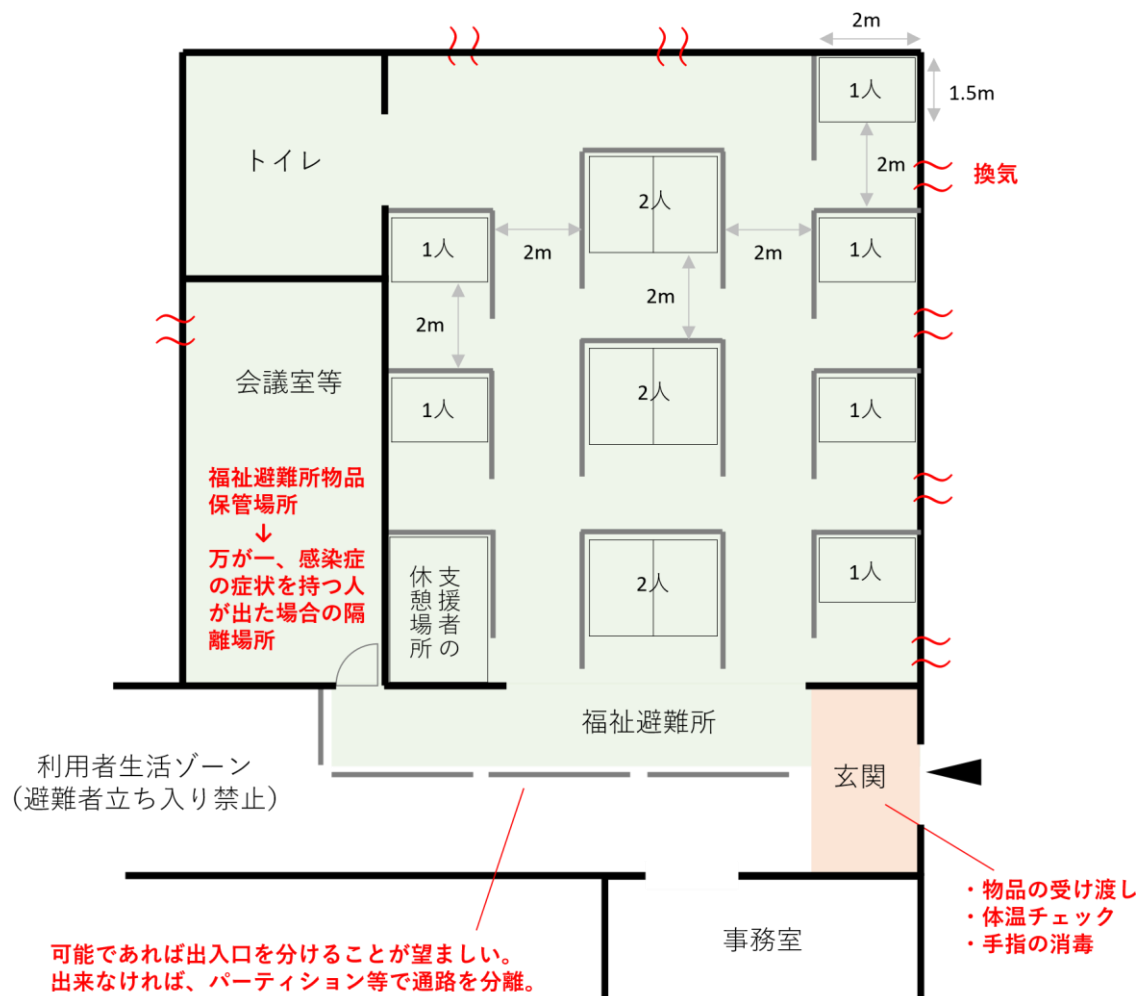 2m
1人
1.5m
トイレ
2m
換気
2人
1人
2m
2m
1人
2m
2m
会議室等
2人
1人
1人
福祉避難所物品
保管場所
↓
万が一、感染症
の症状を持つ人
が出た場合の隔
離場所
支援者の
休憩場所
2人
1人
福祉避難所
利用者生活ゾーン
(避難者立ち入り禁止)
玄関
・物品の受け渡し
・体温チェック
・手指の消毒
事務室
可能であれば出入口を分けることが望ましい。
出来なければ、パーティション等で通路を分離。